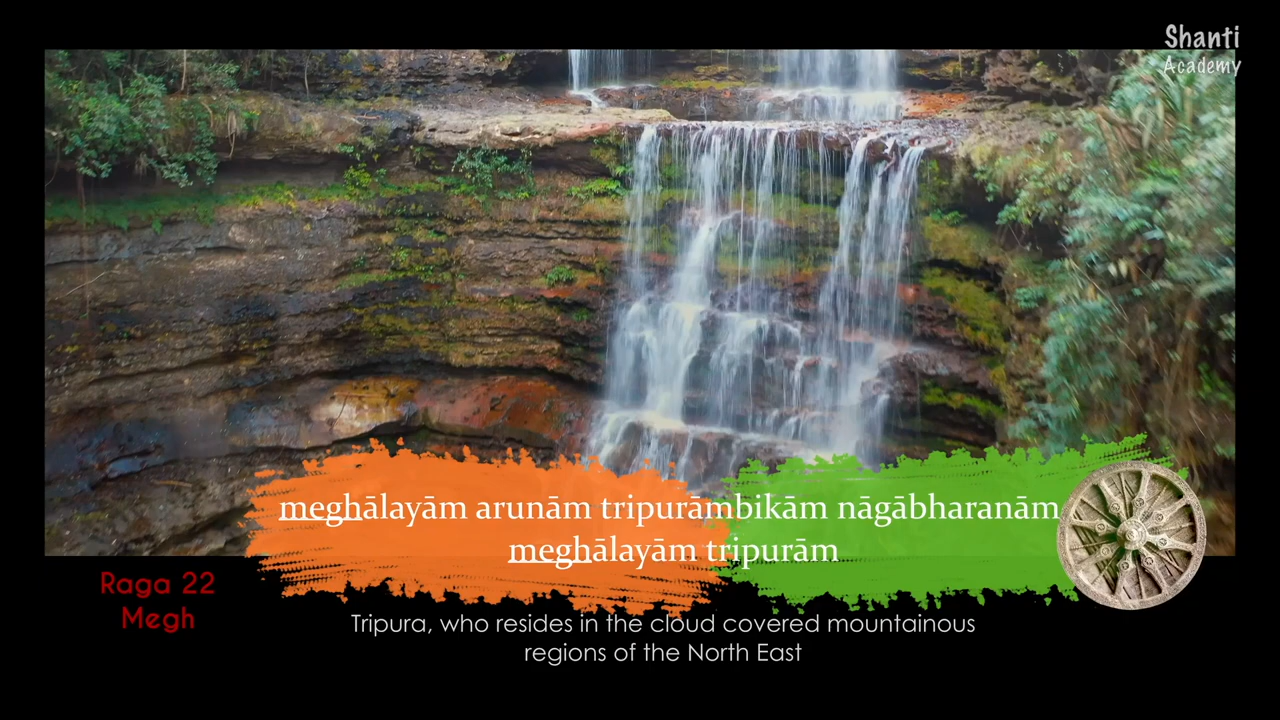 Shanti
Academy
meghālayām arunām tripurāmbikām nāgābharanām
meghālayām tripurām
Raga 22
Megh
Tripura, who resides in the cloud covered mountainous
regions of the North East